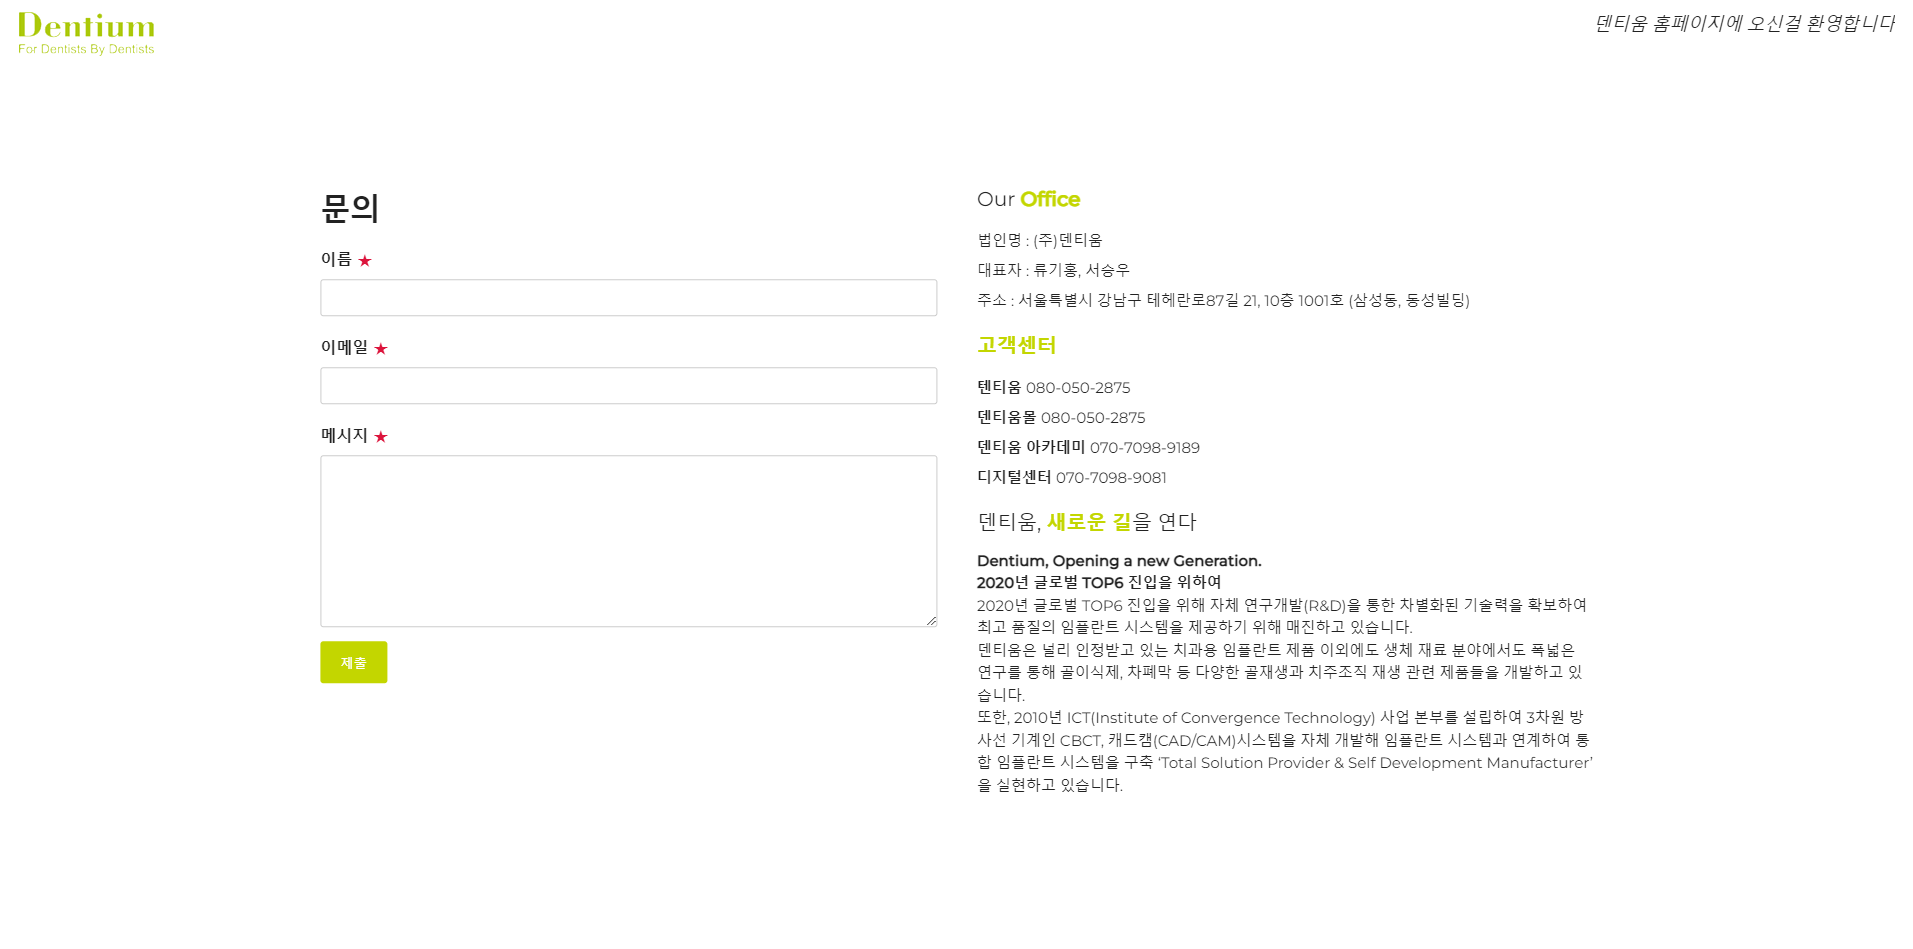 Dentium
For Dentists By Dentists
덴티움 홈페이지에 오신걸 환영합니다
문의
이름 ★
이메일 ★
메시지 ★
제출
Our Office
법인명 : (주)덴티움
대표자 : 류기홍, 서승우
주소 : 서울특별시 강남구 테헤란로87길 21, 10층 1001호 (삼성동, 동성빌딩)
고객센터
텐티움 080-050-2875
덴티움몰 080-050-2875
덴티움 아카데미 070-7098-9189
디지털센터 070-7098-9081
덴티움, 새로운 길을 연다
Dentium, Opening a new Generation.
2020년 글로벌 TOP6 진입을 위하여
2020년 글로벌 TOP6 진입을 위해 자체 연구개발(R&D)을 통한 차별화된 기술력을 확보하여
최고 품질의 임플란트 시스템을 제공하기 위해 매진하고 있습니다.
덴티움은 널리 인정받고 있는 치과용 임플란트 제품 이외에도 생체 재료 분야에서도 폭넓은
연구를 통해 골이식제, 차폐막 등 다양한 골재생과 치주조직 재생 관련 제품들을 개발하고 있
습니다.
또한, 2010년 ICT(Institute of Convergence Technology) 사업 본부를 설립하여 3차원 방
사선 기계인 CBCT, 캐드캠(CAD/CAM)시스템을 자체 개발해 임플란트 시스템과 연계하여 통
합 임플란트 시스템을 구축 ‘Total Solution Provider & Self Development Manufacturer’
을 실현하고 있습니다.